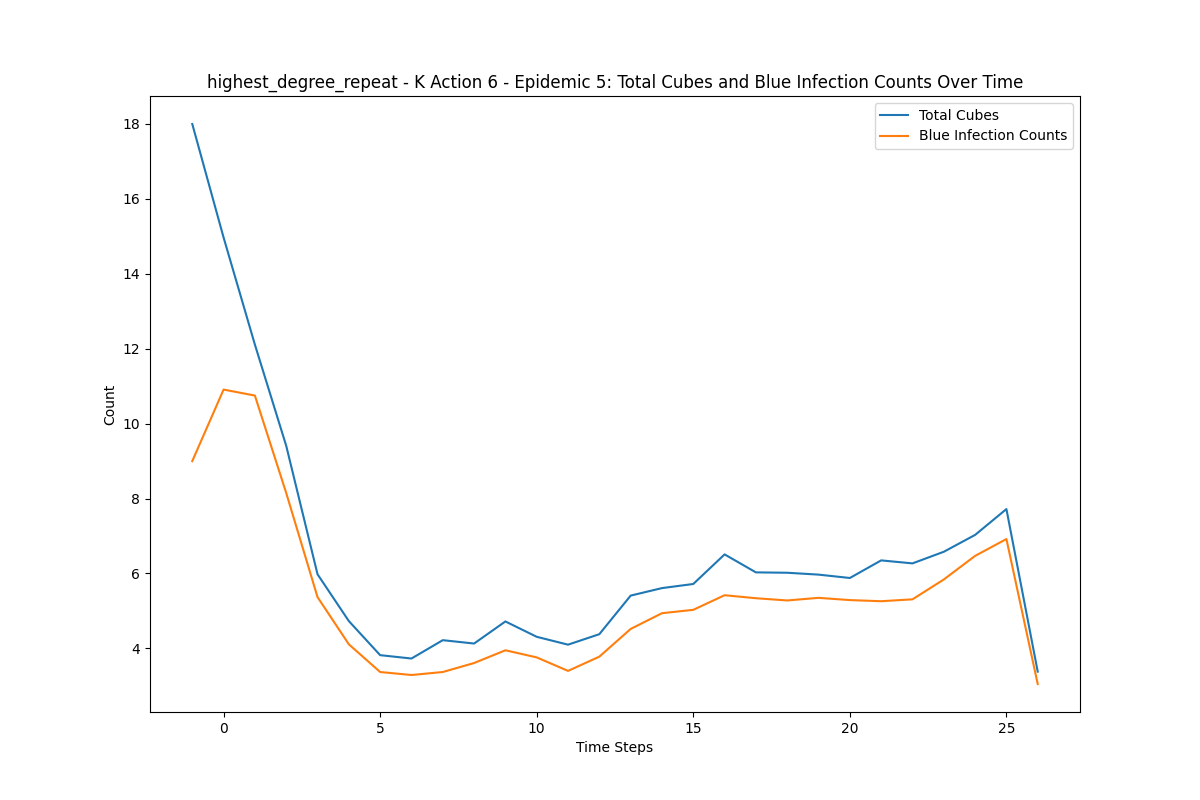 highest_degree_repeat - K Action 6 - Epidemic 5: Total Cubes and Blue Infection Counts Over Time
Total Cubes
Blue Infection Counts
18
16
14
12
10
8
6
4
Count
0 5 10 15 20 25
Time Steps